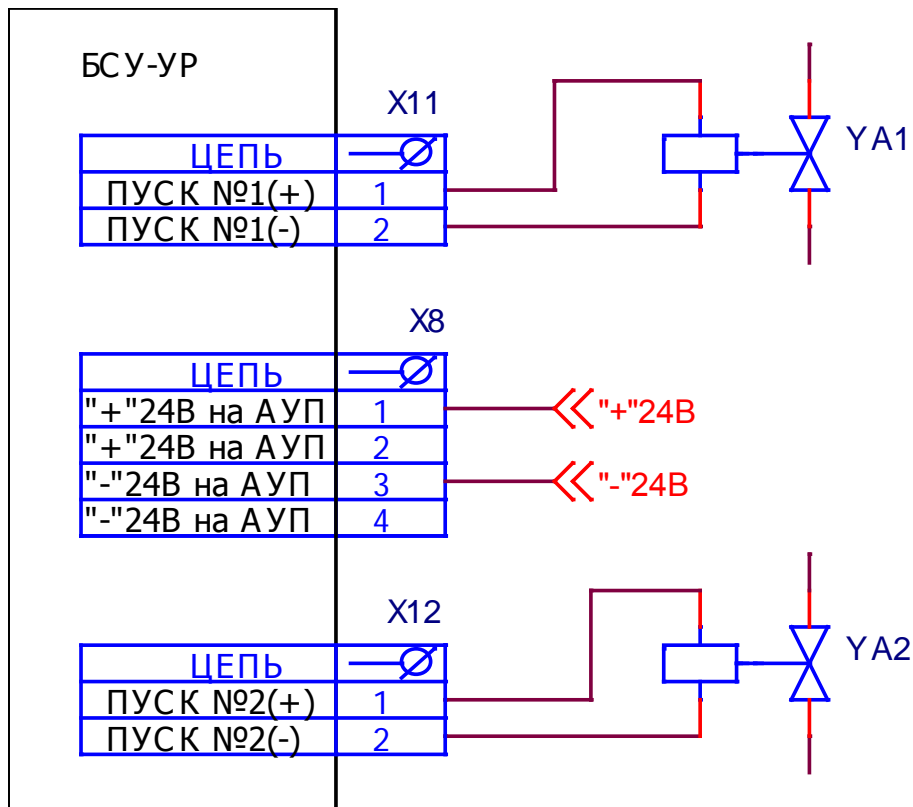 БСУ-УР
X11
ЦЕПЬ
ПУСК №1(+) 1
ПУСК №1(-) 2
YA1
X8
ЦЕПЬ
"+"24В на АУП 1 "+"24В
"+"24В на АУП 2
"-"24В на АУП 3 "-"24В
"-"24В на АУП 4
X12
ЦЕПЬ
ПУСК №2(+) 1
ПУСК №2(-) 2
YA2